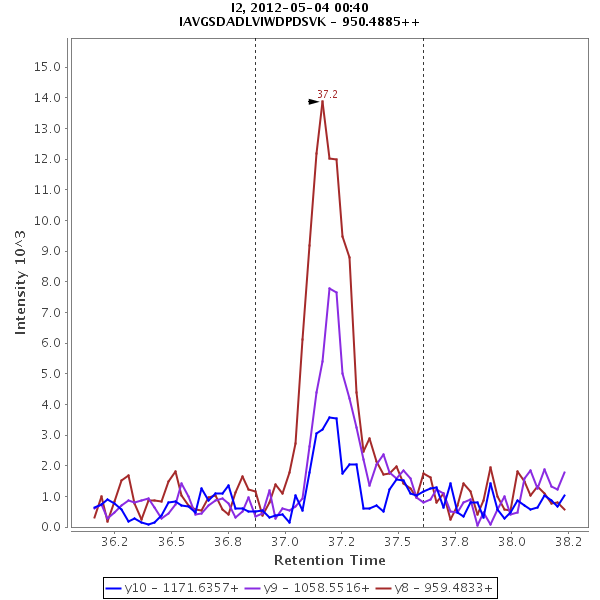 I2, 2012-05-04 00:40
IAVGSDADLVIWDPDSVK - 950.4885++
15.0
14.0
13.0
12.0
11.0
10.0
9.0
8.0
7.0
6.0
5.0
4.0
3.0
2.0
1.0
0.0
Intensity 10^3
37.2
36.2 36.5 36.7 37.0 37.2 37.5 37.8 38.0 38.2
Retention Time
y10 - 1171.6357+ y9 - 1058.5516+ y8 - 959.4833+